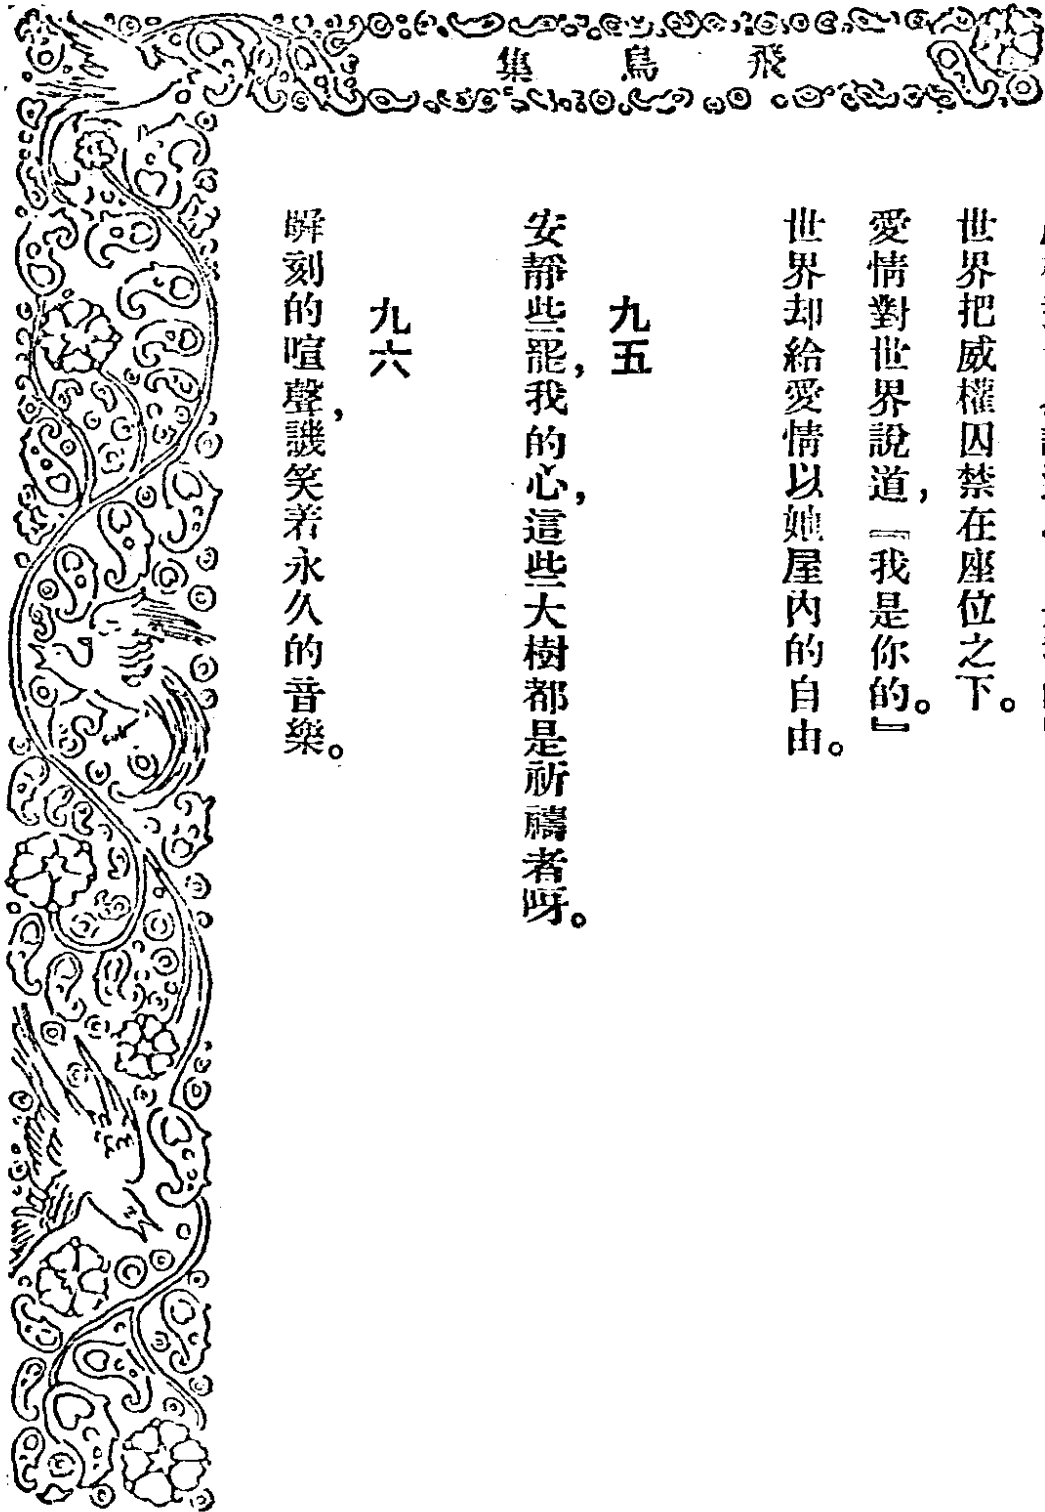 飛鳥集
世界把威權囚禁在座位之下。
愛情對世界說道，『我是你的。』
世界却給愛情以她屋內的自由。
九五
安靜些罷，我的心，這些大樹都是祈禱者呀。
九六
瞬刻的喧聲，譏笑着永久的音樂。